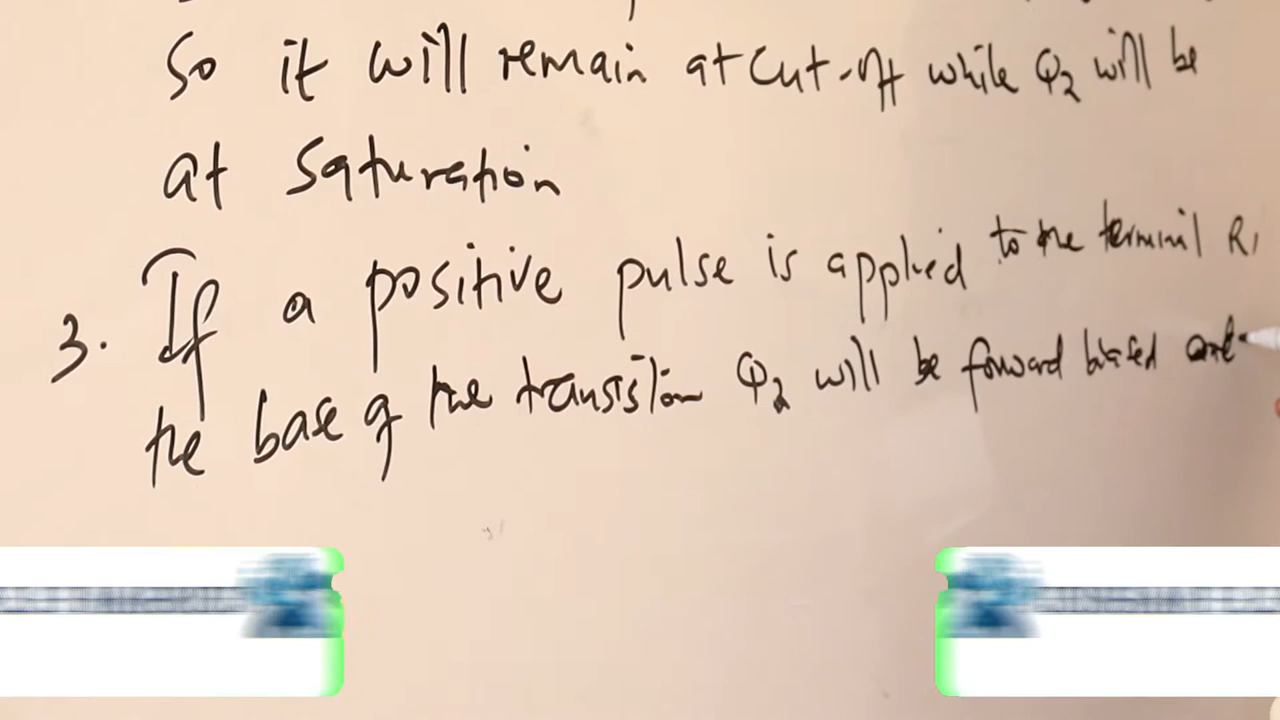 So it will remain at cut-off while Q2 will be
at saturation
3. If a positive pulse is applied to the terminal R1
the base of the transistor Q2 will be forward biased and